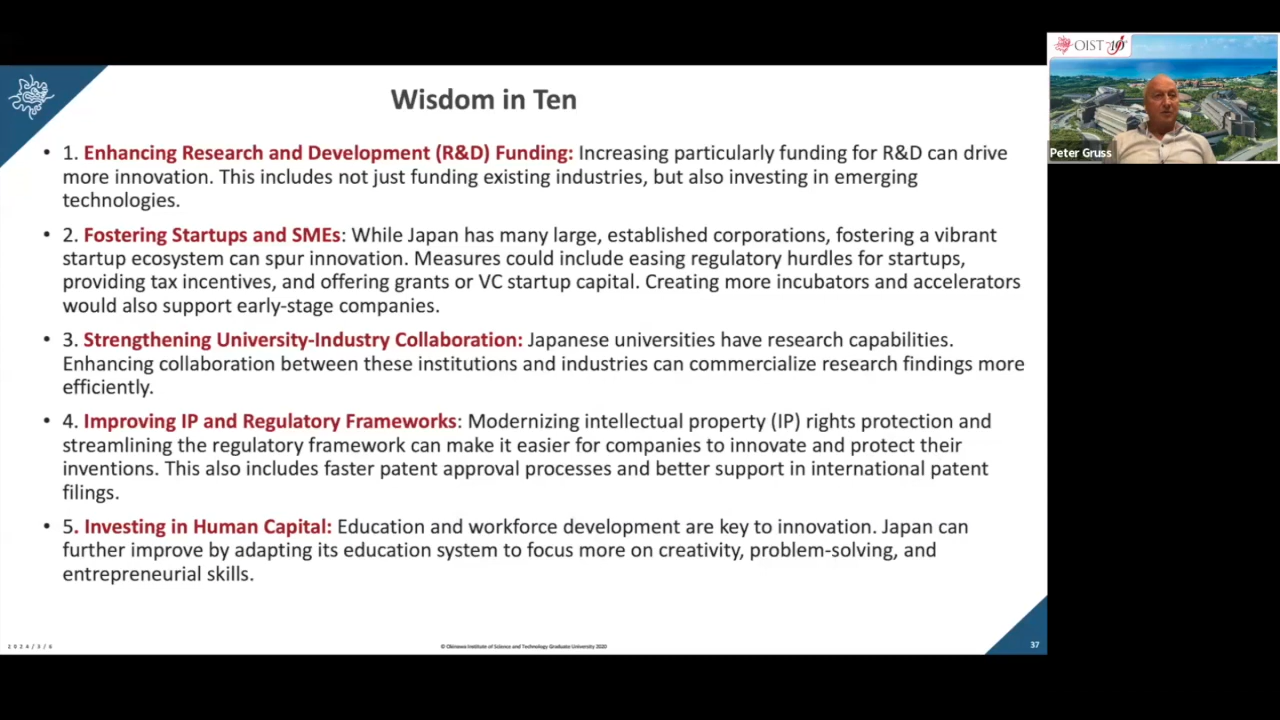 Wisdom in Ten
• 1. Enhancing Research and Development (R&D) Funding: Increasing particularly funding for R&D can drive
more innovation. This includes not just funding existing industries, but also investing in emerging
technologies.
• 2. Fostering Startups and SMEs: While Japan has many large, established corporations, fostering a vibrant
startup ecosystem can spur innovation. Measures could include easing regulatory hurdles for startups,
providing tax incentives, and offering grants or VC startup capital. Creating more incubators and accelerators
would also support early-stage companies.
• 3. Strengthening University-Industry Collaboration: Japanese universities have research capabilities.
Enhancing collaboration between these institutions and industries can commercialize research findings more
efficiently.
• 4. Improving IP and Regulatory Frameworks: Modernizing intellectual property (IP) rights protection and
streamlining the regulatory framework can make it easier for companies to innovate and protect their
inventions. This also includes faster patent approval processes and better support in international patent
filings.
• 5. Investing in Human Capital: Education and workforce development are key to innovation. Japan can
further improve by adapting its education system to focus more on creativity, problem-solving, and
entrepreneurial skills.
© Okinawa Institute of Science and Technology Graduate University 2020
37
OIST
Peter Gruss